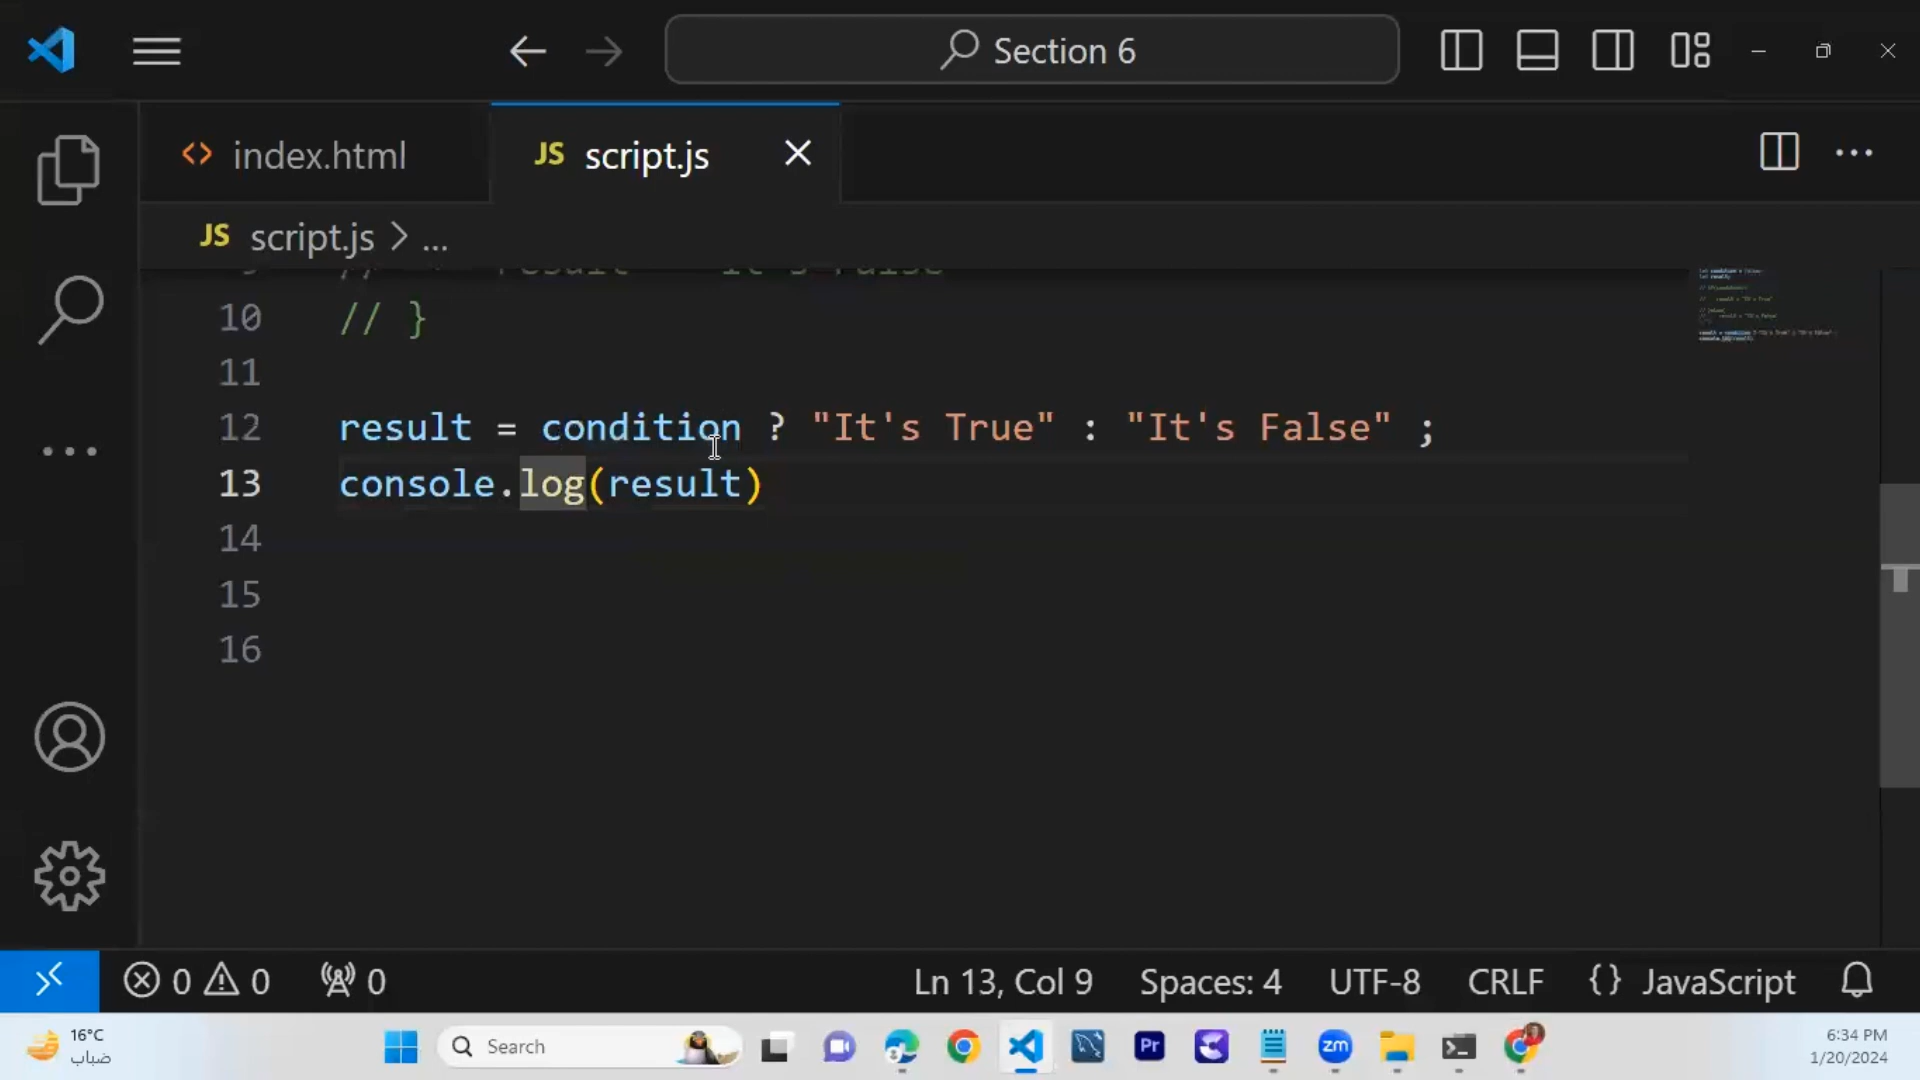 Section 6
index.html
JS script.js
JS script.js > ...
10 // }
11
12 result = condition ? "It's True" : "It's False" ;
13 console.log(result)
14
15
16
0 0 0 Ln 13, Col 9 Spaces: 4 UTF-8 CRLF {} JavaScript
16°C
ضباب
Search
Pr
zm
6:34 PM
1/20/2024